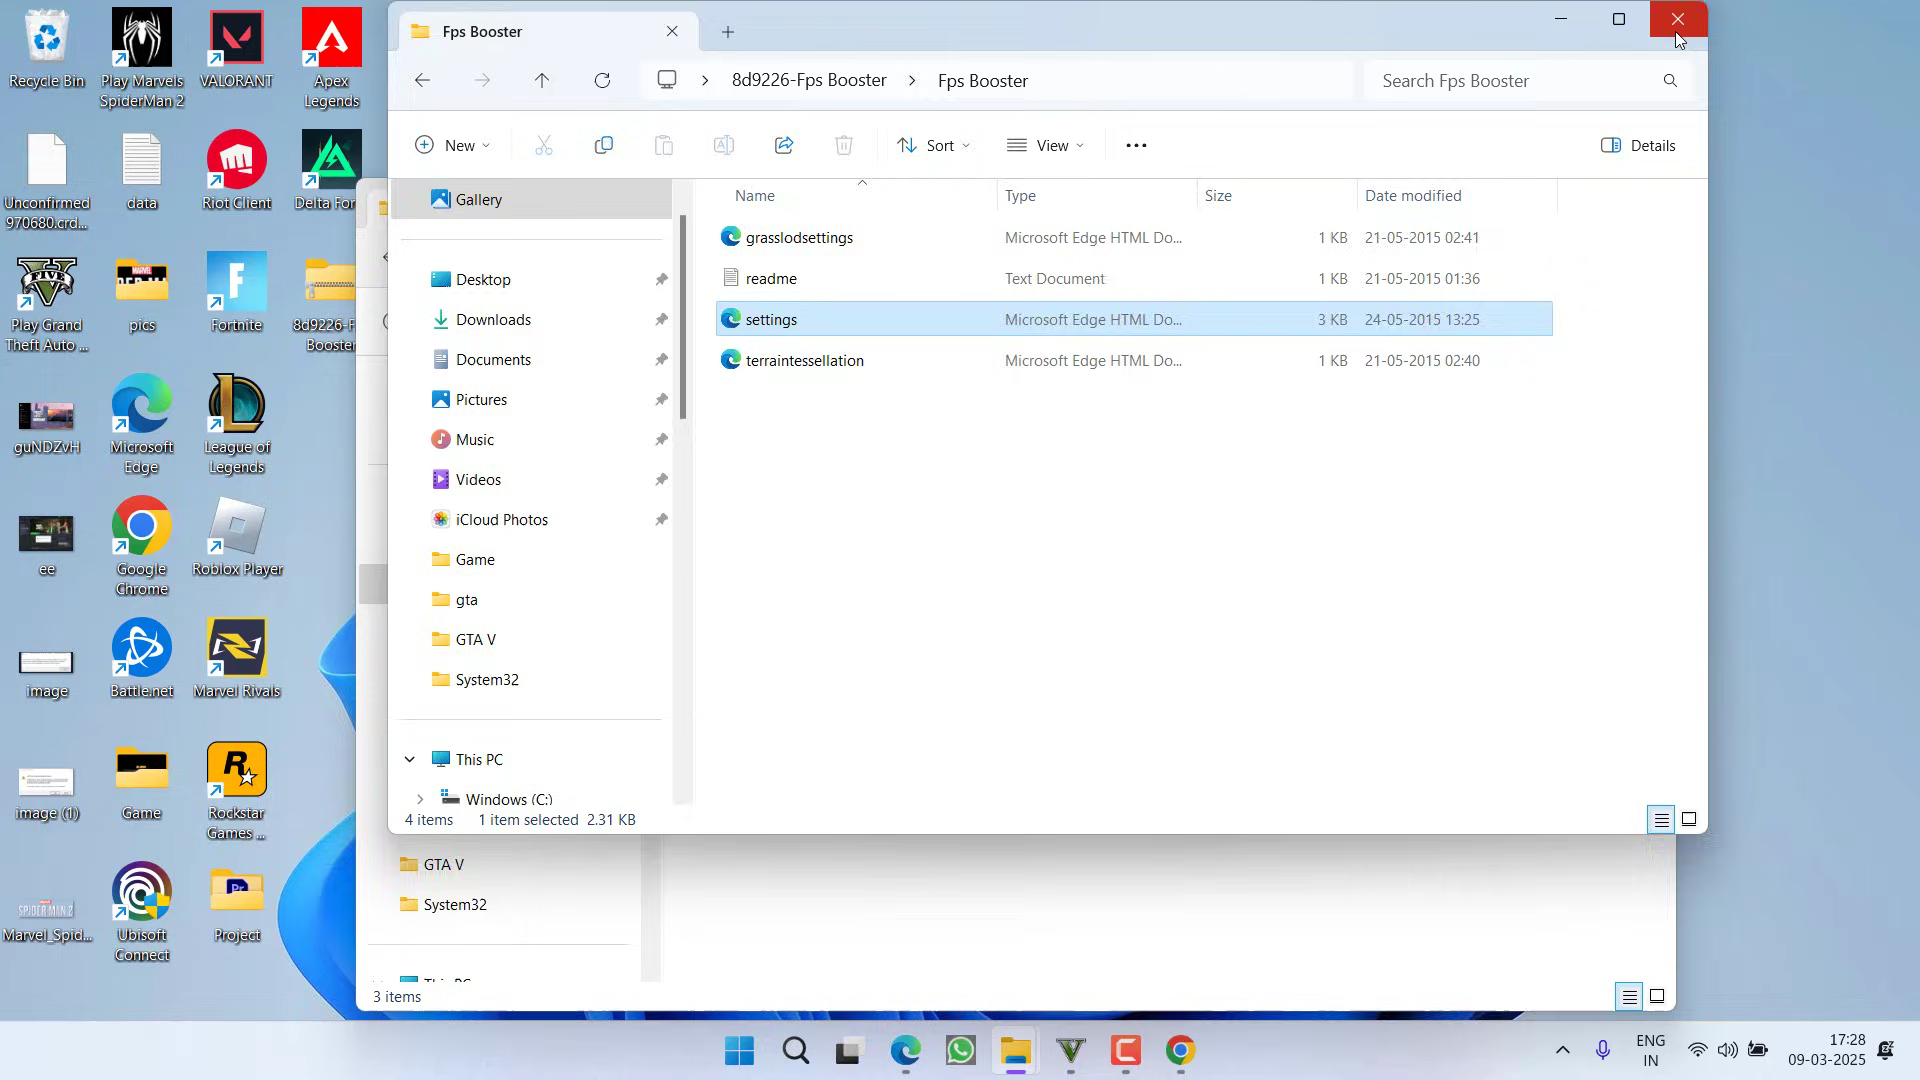 Recycle Bin
Play Marvels
SpiderMan 2
VALORANT
Apex
Legends
Unconfirmed
970680.crd...
data
Riot Client
Delta For
Play Grand
Theft Auto ...
pics
Fortnite
8d9226-F
Booster
guNDZvH
Microsoft
Edge
League of
Legends
ee
Google
Chrome
Roblox Player
image
Battle.net
Marvel Rivals
image (1)
Game
Rockstar
Games ...
Marvel_Spid...
Ubisoft
Connect
Project
Fps Booster
8d9226-Fps Booster
Fps Booster
Search Fps Booster
New
Sort
View
Details
Gallery
Desktop
Downloads
Documents
Pictures
Music
Videos
iCloud Photos
Game
gta
GTA V
System32
This PC
Windows (C:)
Name
Type
Size
Date modified
grasslodsettings
Microsoft Edge HTML Do...
1 KB
21-05-2015 02:41
readme
Text Document
1 KB
21-05-2015 01:36
settings
Microsoft Edge HTML Do...
3 KB
24-05-2015 13:25
terraintessellation
Microsoft Edge HTML Do...
1 KB
21-05-2015 02:40
4 items
1 item selected 2.31 KB
GTA V
System32
3 items
ENG
IN
17:28
09-03-2025